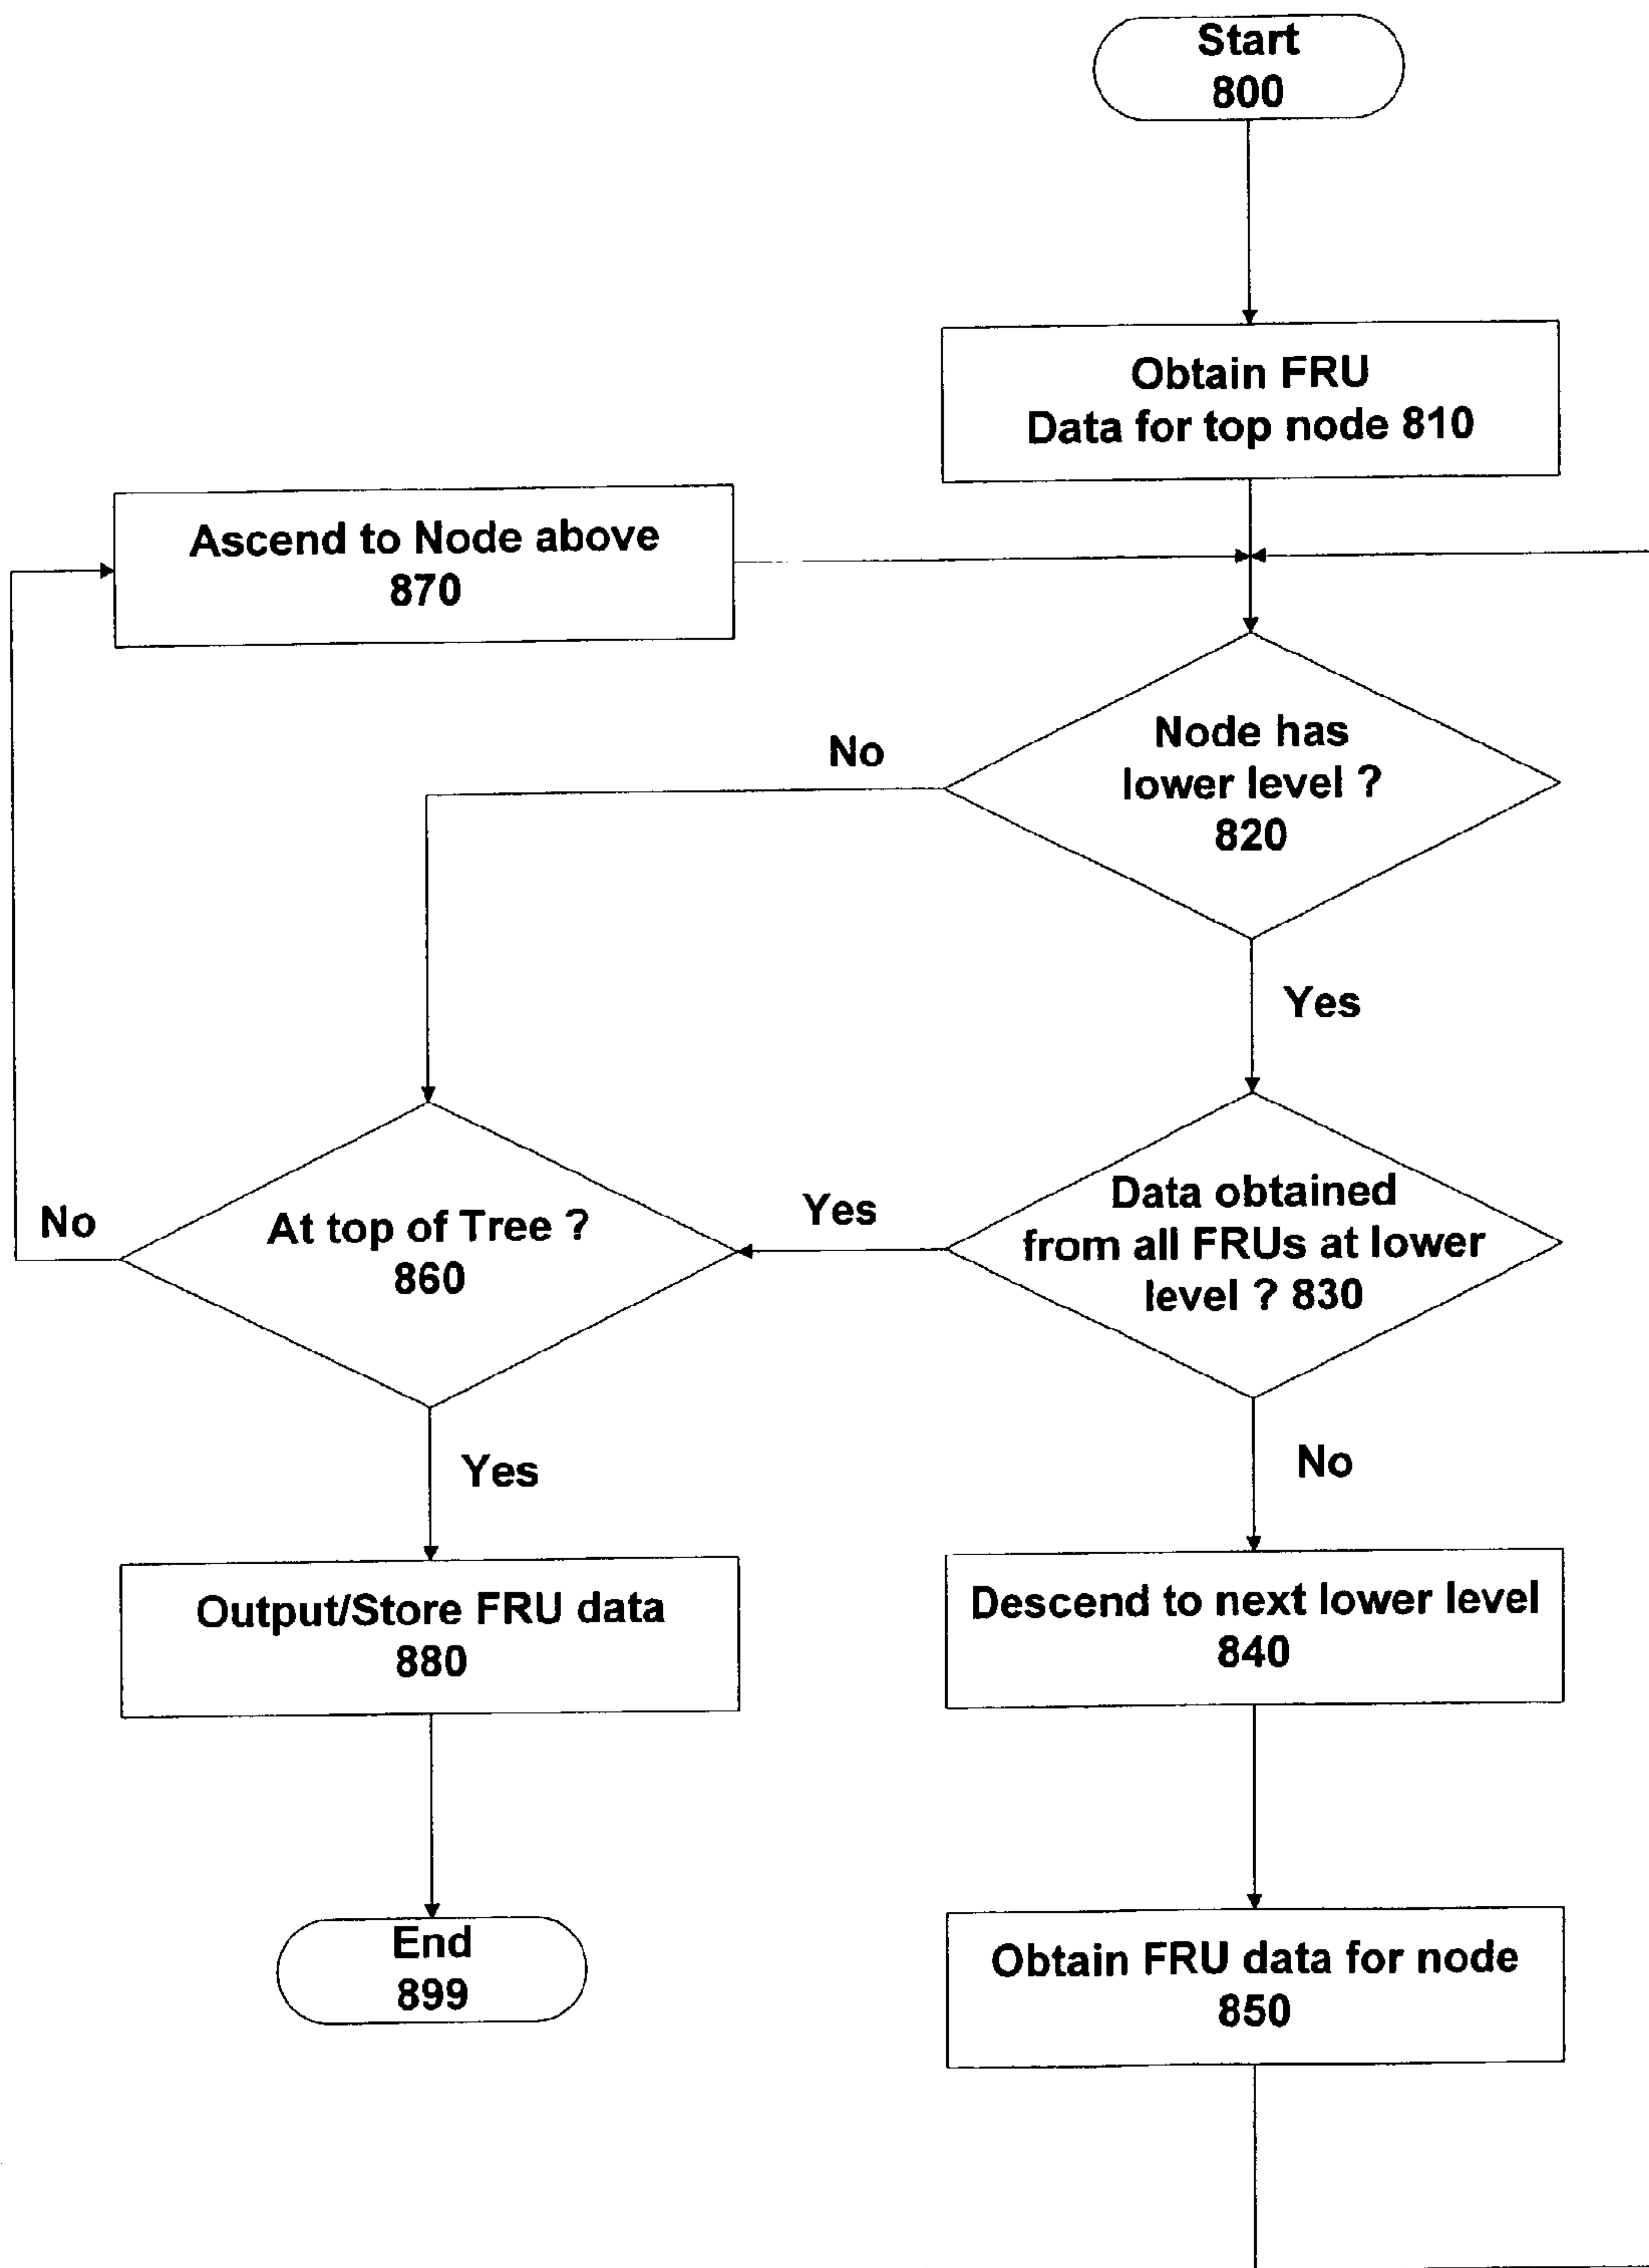 Start
800
Obtain FRU
Data for top node 810
Ascend to Node above
870
Node has
lower level ?
820
No
Yes
Data obtained
from all FRUs at lower
level ? 830
Yes
At top of Tree ?
860
No
Yes
No
Output/Store FRU data
880
Descend to next lower level
840
End
899
Obtain FRU data for node
850